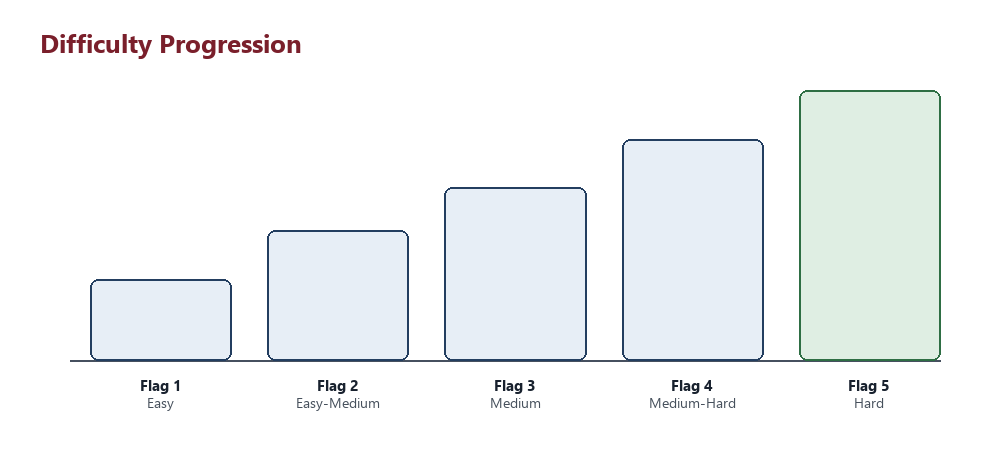 Difficulty Progression
Flag 1
Easy
Flag 2
Easy-Medium
Flag 3
Medium
Flag 4
Medium-Hard
Flag 5
Hard